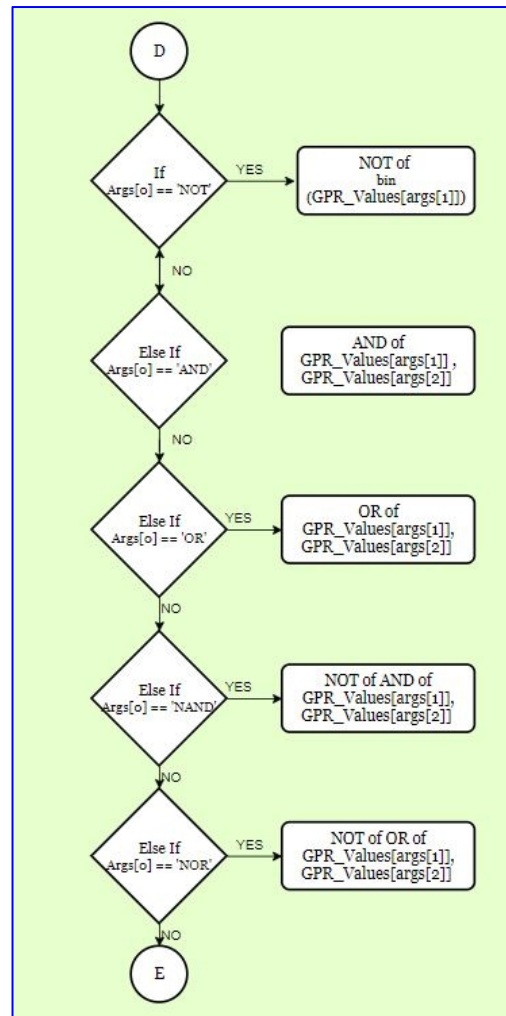 D
If
Args[0] == 'NOT'
YES
NOT of
bin
(GPR_Values[args[1]])
NO
Else If
Args[0] == 'AND'
AND of
GPR_Values[args[1]] ,
GPR_Values[args[2]]
NO
Else If
Args[0] == 'OR'
YES
OR of
GPR_Values[args[1]],
GPR_Values[args[2]]
NO
Else If
Args[0] == 'NAND'
YES
NOT of AND of
GPR_Values[args[1]],
GPR_Values[args[2]]
NO
Else If
Args[0] == 'NOR'
YES
NOT of OR of
GPR_Values[args[1]],
GPR_Values[args[2]]
NO
E